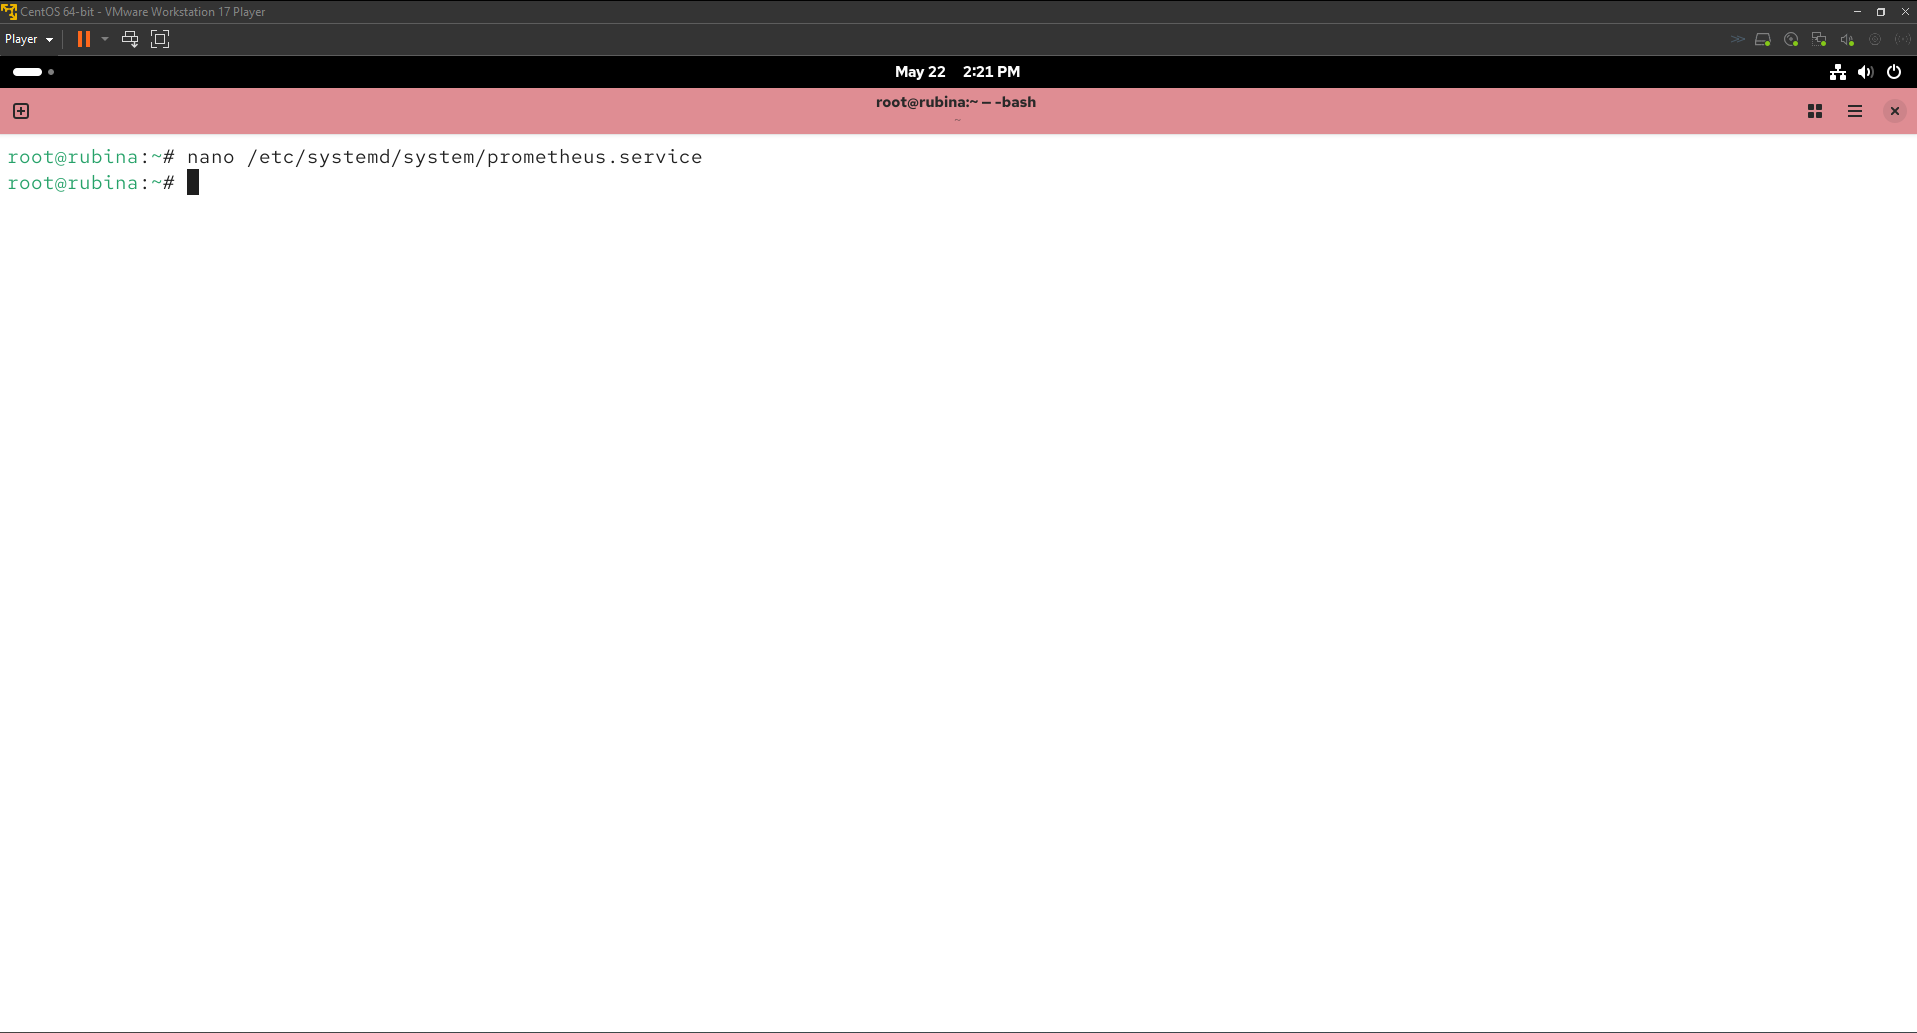 CentOS 64-bit - VMware Workstation 17 Player
Player
May 22 2:21 PM
root@rubina:~ – -bash
~
root@rubina:~# nano /etc/systemd/system/prometheus.service
root@rubina:~#